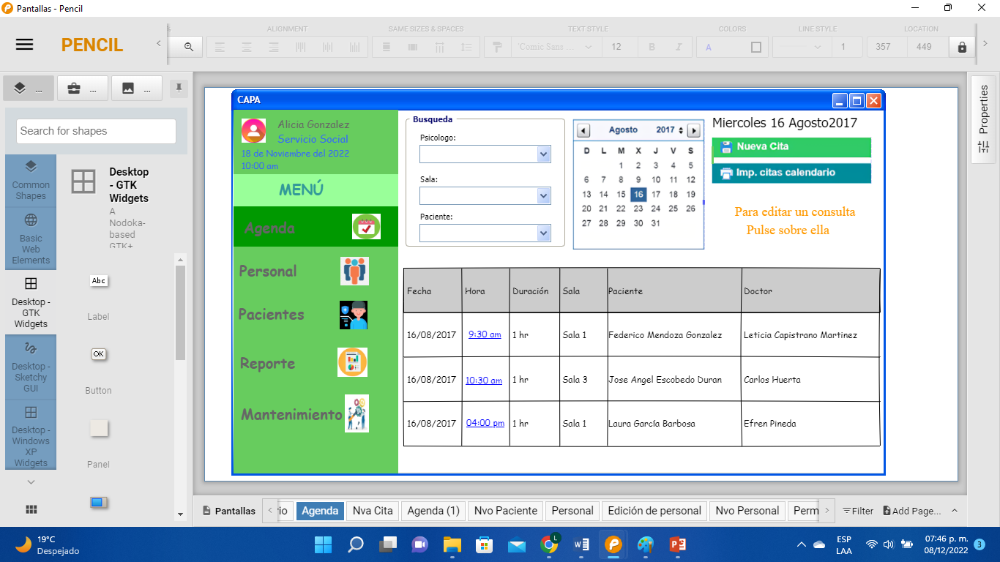 Pantallas - Pencil
PENCIL
ALIGNMENT
SAME SIZES & SPACES
TEXT STYLE
COLORS
LINE STYLE
LOCATION
'Comic Sans ...
12
B
I
A
1
357
449
...
...
...
Search for shapes
Common Shapes
Basic Web Elements
Desktop - GTK Widgets
Desktop - Sketchy GUI
Desktop - Windows XP Widgets
Desktop - GTK Widgets
A Nodoka-based GTK+
Abc
Label
OK
Button
Panel
Properties
CAPA
Alicia Gonzalez
Servicio Social
18 de Noviembre del 2022
10:00 am
MENÚ
Agenda
Personal
Pacientes
Reporte
Mantenimiento
Busqueda
Psicologo:
Sala:
Paciente:
Agosto 2017
D L M X J V S
1 2 3 4 5
6 7 8 9 10 11 12
13 14 15 16 17 18 19
20 21 22 23 24 25 26
27 28 29 30 31
Miercoles 16 Agosto2017
Nueva Cita
Imp. citas calendario
Para editar un consulta
Pulse sobre ella
Fecha Hora Duración Sala Paciente Doctor
16/08/2017 9:30 am 1 hr Sala 1 Federico Mendoza Gonzalez Leticia Capistrano Martinez
16/08/2017 10:30 am 1 hr Sala 3 Jose Angel Escobedo Duran Carlos Huerta
16/08/2017 04:00 pm 1 hr Sala 1 Laura García Barbosa Efren Pineda
Pantallas
Agenda
Nva Cita
Agenda (1)
Nvo Paciente
Personal
Edición de personal
Nvo Personal
Perm
Filter
Add Page...
19°C
Despejado
L
ESP
LAA
07:46 p. m.
08/12/2022
3